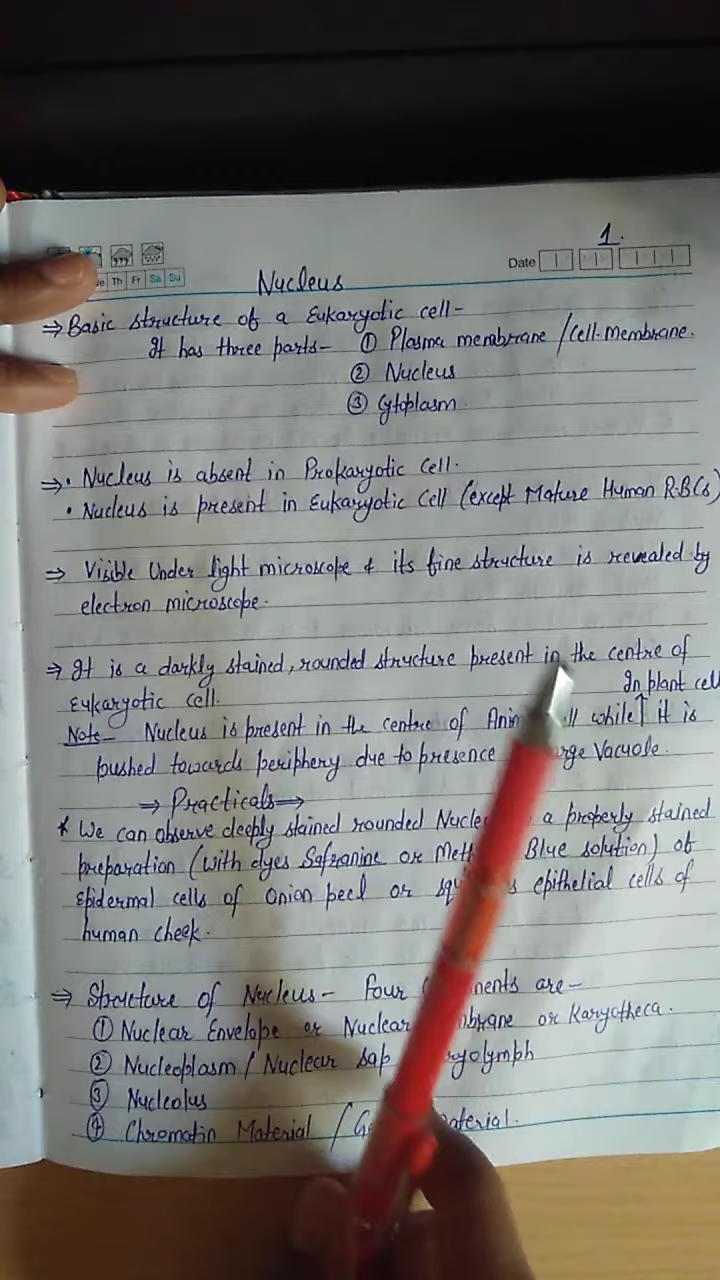 1.
Date
We Th Fr Sa Su
Nucleus
⇒ Basic structure of a Eukaryotic cell-
It has three parts- ① Plasma membrane / Cell-Membrane.
② Nucleus
③ Cytoplasm.
⇒ • Nucleus is absent in Prokaryotic Cell.
• Nucleus is present in Eukaryotic Cell (except Mature Human R.B.Cs)
⇒ Visible Under light microscope & its fine structure is revealed by
electron microscope.
⇒ It is a darkly stained, rounded structure present in the centre of
Eukaryotic cell.
In plant cell
Note- Nucleus is present in the centre of while ↑ it is
pushed towards periphery due to presence Vacuole.
⇒ Practicals ⇒
* We can observe deeply stained rounded a properly stained
preparation (with dyes Safranine or Blue solution) of
Epidermal cells of Onion peel or epithelial cells of
human cheek.
⇒ Structure of Nucleus- Four are-
① Nuclear Envelope or Nuclear or Karyotheca.
② Nucleoplasm / Nuclear sap
③ Nucleolus
④ Chromatin Material /